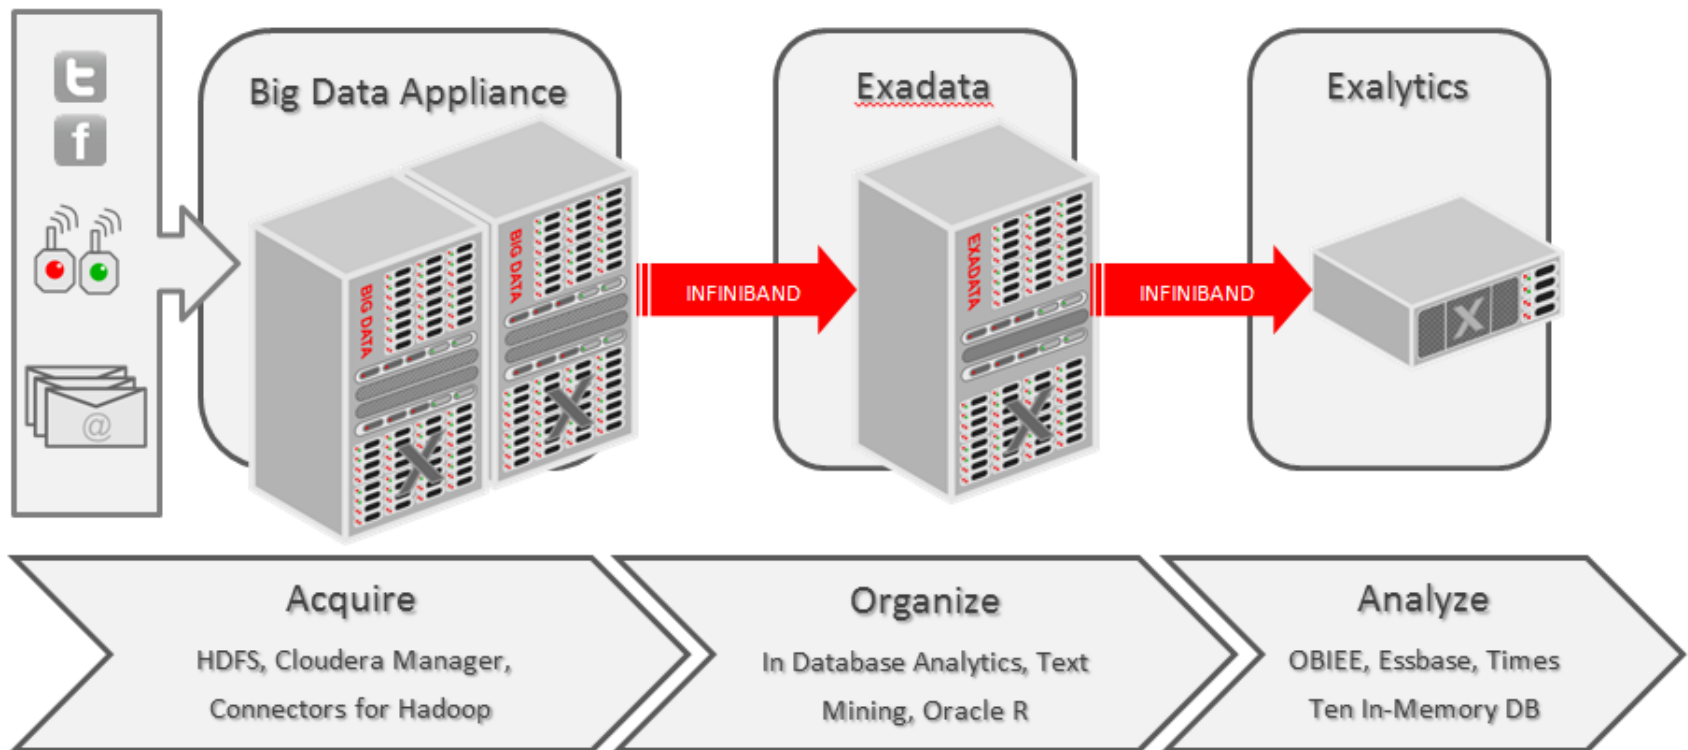 t
f
@
Big Data Appliance
BIG DATA
X
BIG DATA
X
INFINIBAND
Exadata
EXADATA
X
INFINIBAND
Exalytics
X
Acquire
HDFS, Cloudera Manager,
Connectors for Hadoop
Organize
In Database Analytics, Text
Mining, Oracle R
Analyze
OBIEE, Essbase, Times
Ten In-Memory DB